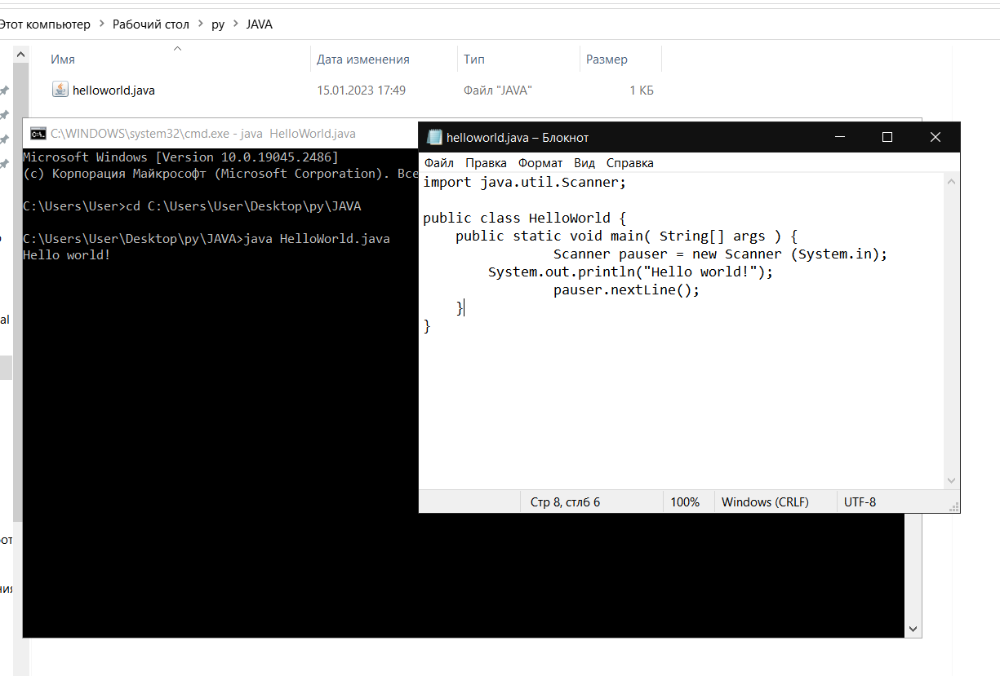 Этот компьютер > Рабочий стол > py > JAVA
Имя Дата изменения Тип Размер
helloworld.java 15.01.2023 17:49 Файл "JAVA" 1 КБ
C:\WINDOWS\system32\cmd.exe - java HelloWorld.java
Microsoft Windows [Version 10.0.19045.2486]
(c) Корпорация Майкрософт (Microsoft Corporation). Все
C:\Users\User>cd C:\Users\User\Desktop\py\JAVA
C:\Users\User\Desktop\py\JAVA>java HelloWorld.java
Hello world!
helloworld.java – Блокнот
Файл Правка Формат Вид Справка
import java.util.Scanner;
public class HelloWorld {
public static void main( String[] args ) {
Scanner pauser = new Scanner (System.in);
System.out.println("Hello world!");
pauser.nextLine();
}
}
Стр 8, стлб 6 100% Windows (CRLF) UTF-8